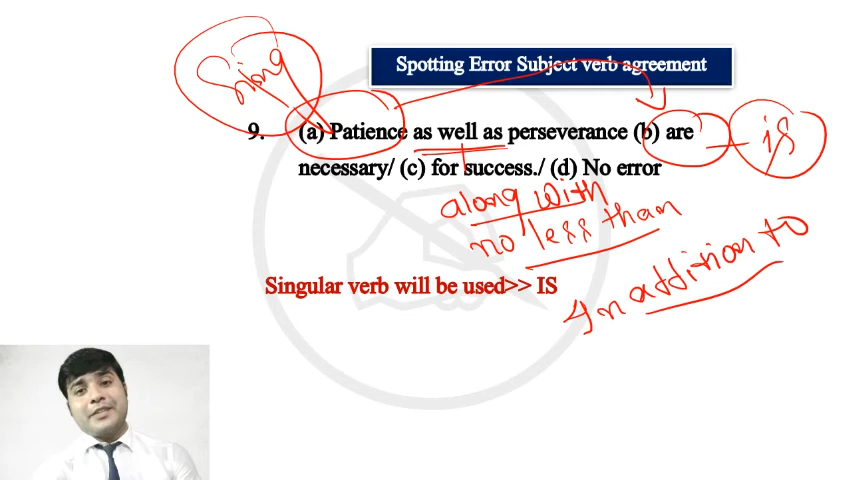 Spotting Error Subject verb agreement
Sing
9. (a) Patience as well as perseverance (b) are
is
necessary/ (c) for success./ (d) No error
along with
no less than
In addition to
Singular verb will be used>> IS